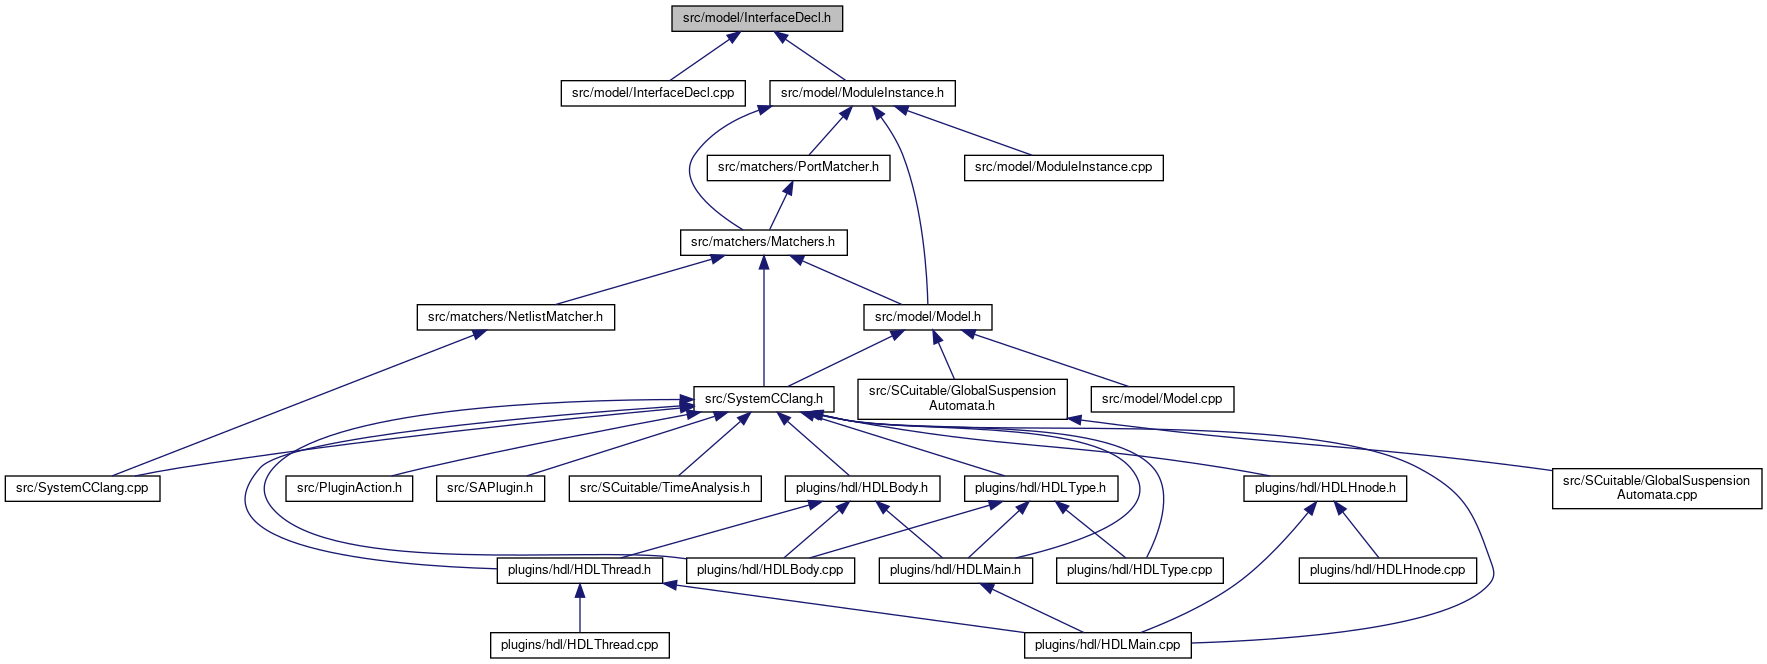 src/model/InterfaceDecl.h
src/model/InterfaceDecl.cpp
src/model/ModuleInstance.h
src/matchers/PortMatcher.h
src/model/ModuleInstance.cpp
src/matchers/Matchers.h
src/matchers/NetlistMatcher.h
src/model/Model.h
src/SystemCClang.h
src/SCuitable/GlobalSuspension
Automata.h
src/model/Model.cpp
src/SystemCClang.cpp
src/PluginAction.h
src/SAPlugin.h
src/SCuitable/TimeAnalysis.h
plugins/hdl/HDLBody.h
plugins/hdl/HDLType.h
plugins/hdl/HDLHnode.h
src/SCuitable/GlobalSuspension
Automata.cpp
plugins/hdl/HDLThread.h
plugins/hdl/HDLBody.cpp
plugins/hdl/HDLMain.h
plugins/hdl/HDLType.cpp
plugins/hdl/HDLHnode.cpp
plugins/hdl/HDLThread.cpp
plugins/hdl/HDLMain.cpp